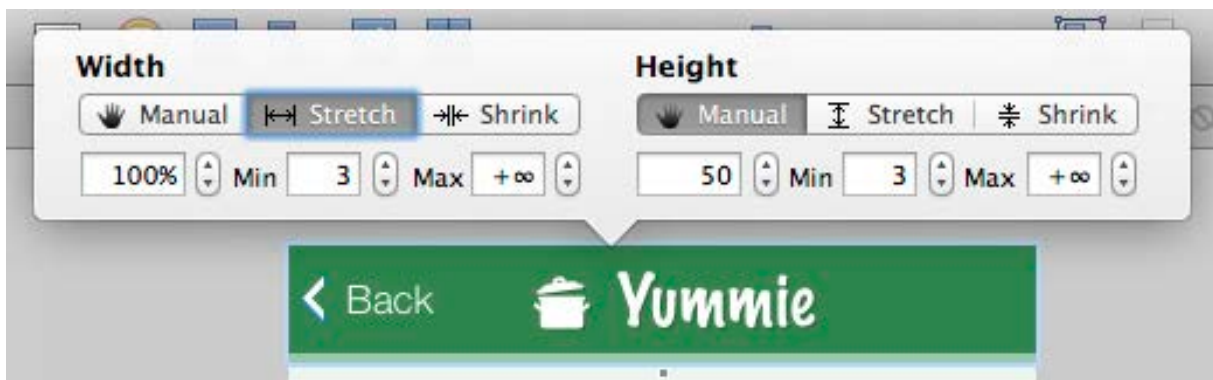 Width Height
Manual Stretch Shrink Manual Stretch Shrink
100% Min 3 Max +∞ 50 Min 3 Max +∞
Back Yummie